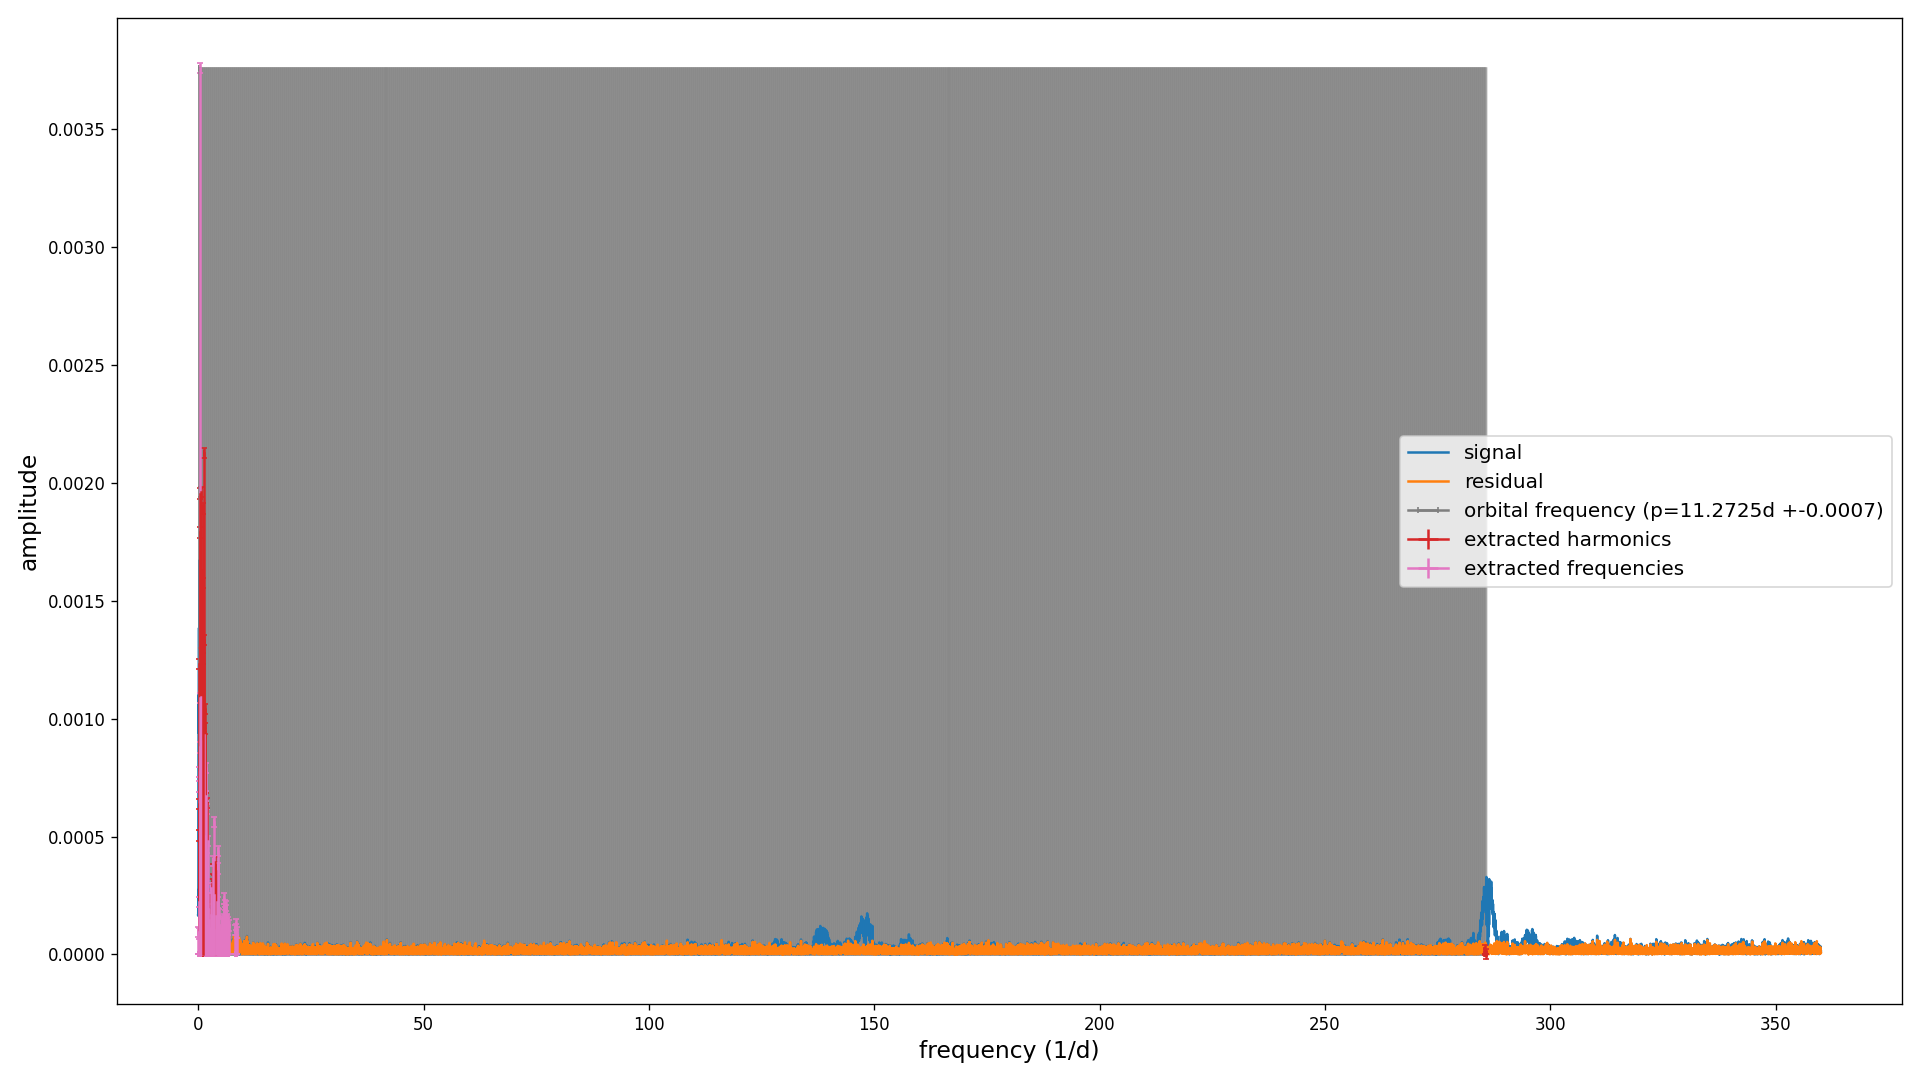 0.0035
0.0030
0.0025
0.0020
0.0015
0.0010
0.0005
0.0000
amplitude
signal
residual
orbital frequency (p=11.2725d +-0.0007)
extracted harmonics
extracted frequencies
0 50 100 150 200 250 300 350
frequency (1/d)